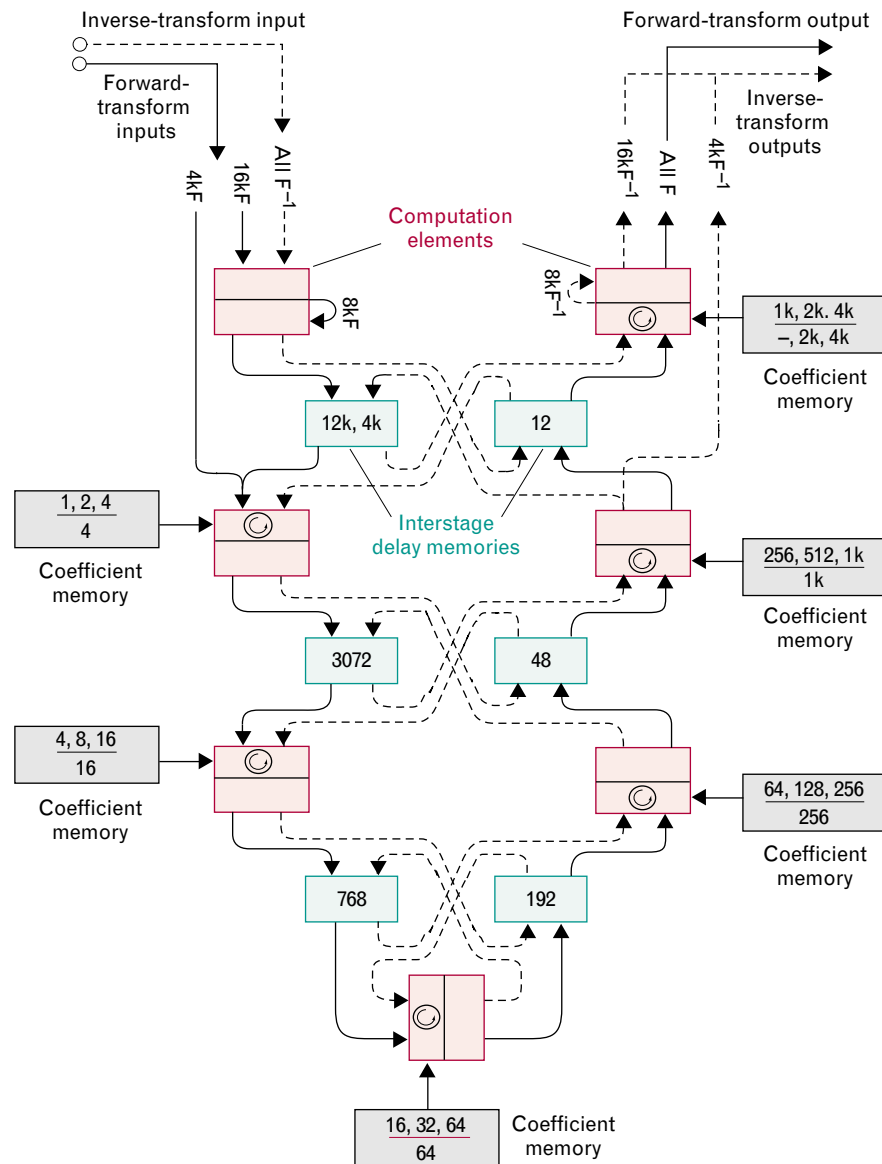 Inverse-transform input
Forward-transform output
Forward-
transform
inputs
Inverse-
transform
outputs
4kF
16kF
All F⁻¹
16kF⁻¹
All F
4kF⁻¹
Computation
elements
8kF
8kF⁻¹
1k, 2k. 4k
–, 2k, 4k
Coefficient
memory
12k, 4k
12
1, 2, 4
4
Coefficient
memory
Interstage
delay memories
256, 512, 1k
1k
Coefficient
memory
3072
48
4, 8, 16
16
Coefficient
memory
64, 128, 256
256
Coefficient
memory
768
192
16, 32, 64
64
Coefficient
memory